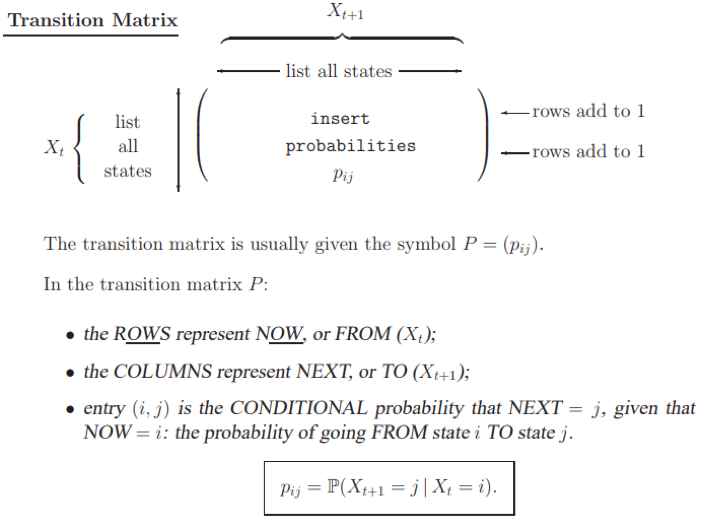 Transition Matrix
X_{t+1}
list all states
X_t { list
all
states
insert
probabilities
p_{ij}
rows add to 1
rows add to 1
The transition matrix is usually given the symbol P = (p_{ij}).
In the transition matrix P:
• the ROWS represent NOW, or FROM (X_t);
• the COLUMNS represent NEXT, or TO (X_{t+1});
• entry (i, j) is the CONDITIONAL probability that NEXT = j, given that
NOW = i: the probability of going FROM state i TO state j.
p_{ij} = ℙ(X_{t+1} = j | X_t = i).